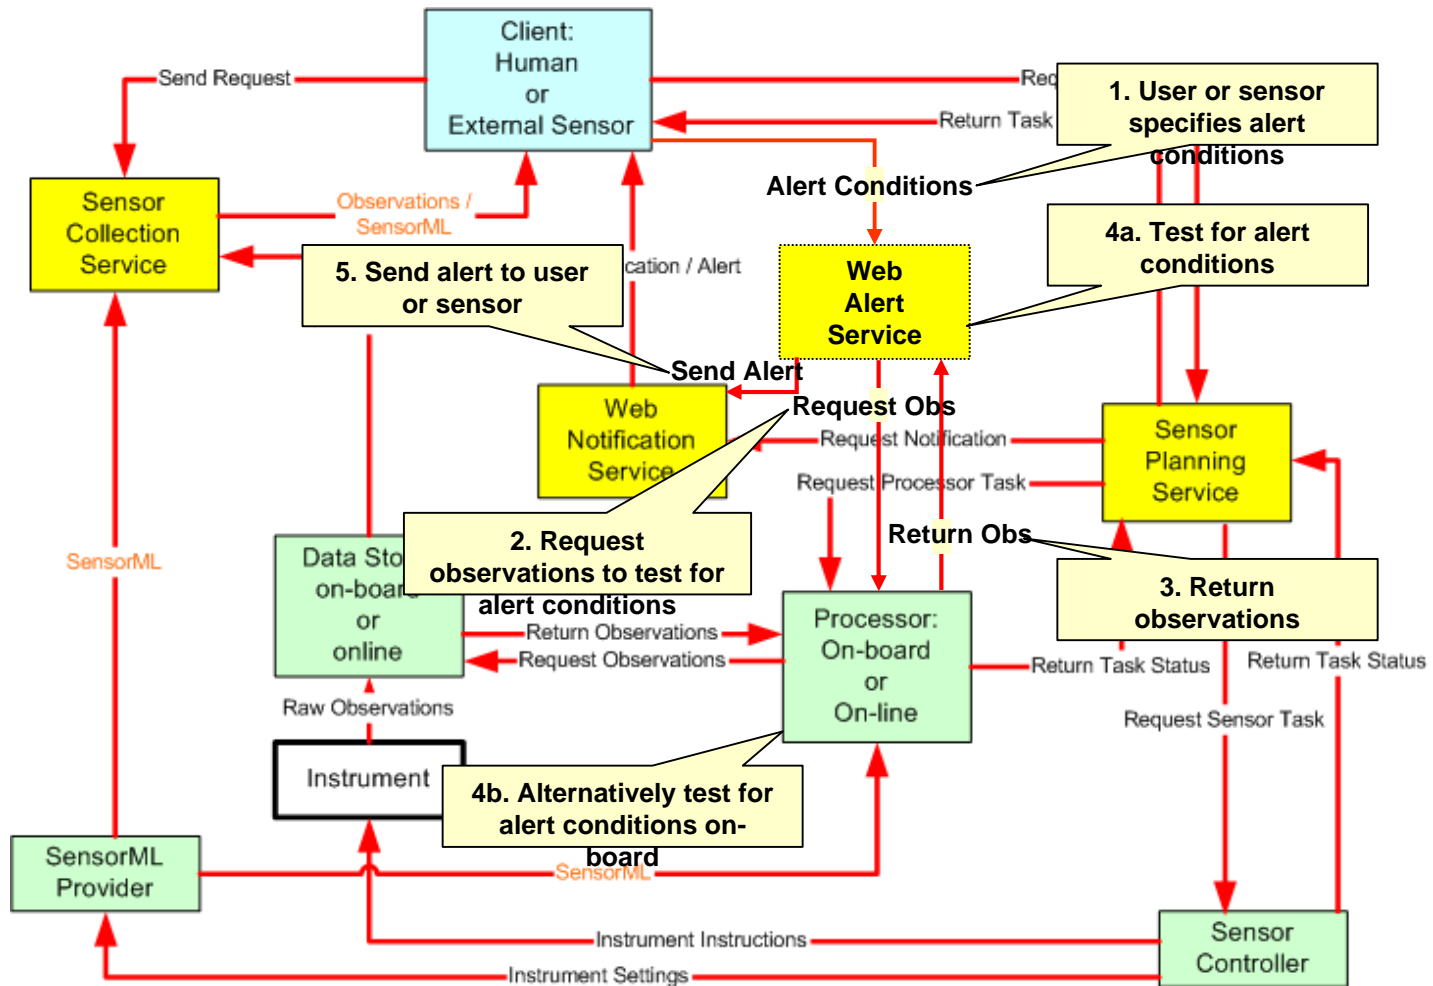 Client:
Human
or
External Sensor
Send Request
Req
Return Task
1. User or sensor
specifies alert
conditions
Alert Conditions
Sensor
Collection
Service
Observations /
SensorML
4a. Test for alert
conditions
5. Send alert to user
or sensor
cation / Alert
Web
Alert
Service
Send Alert
Request Obs
Web
Notification
Service
Request Notification
Sensor
Planning
Service
Request Processor Task
Return Obs
2. Request
observations to test for
alert conditions
Data Sto
on-board
or
online
SensorML
3. Return
observations
Processor:
On-board
or
On-line
Return Observations
Request Observations
Return Task Status
Return Task Status
Raw Observations
Request Sensor Task
Instrument
4b. Alternatively test for
alert conditions on-
board
SensorML
Provider
SensorML
Instrument Instructions
Sensor
Controller
Instrument Settings